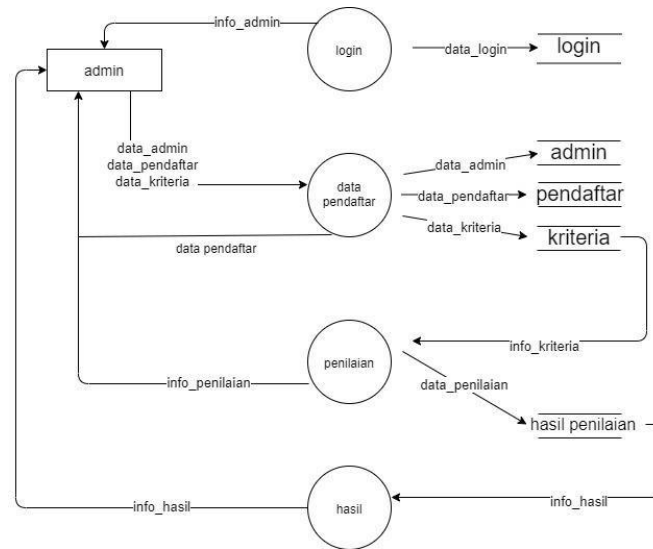 info_admin
admin
login
data_login
login
data_admin
data_pendaftar
data_kriteria
data
pendaftar
data_admin
admin
data_pendaftar
pendaftar
data_kriteria
kriteria
data pendaftar
info_kriteria
penilaian
info_penilaian
data_penilaian
hasil penilaian
info_hasil
hasil
info_hasil